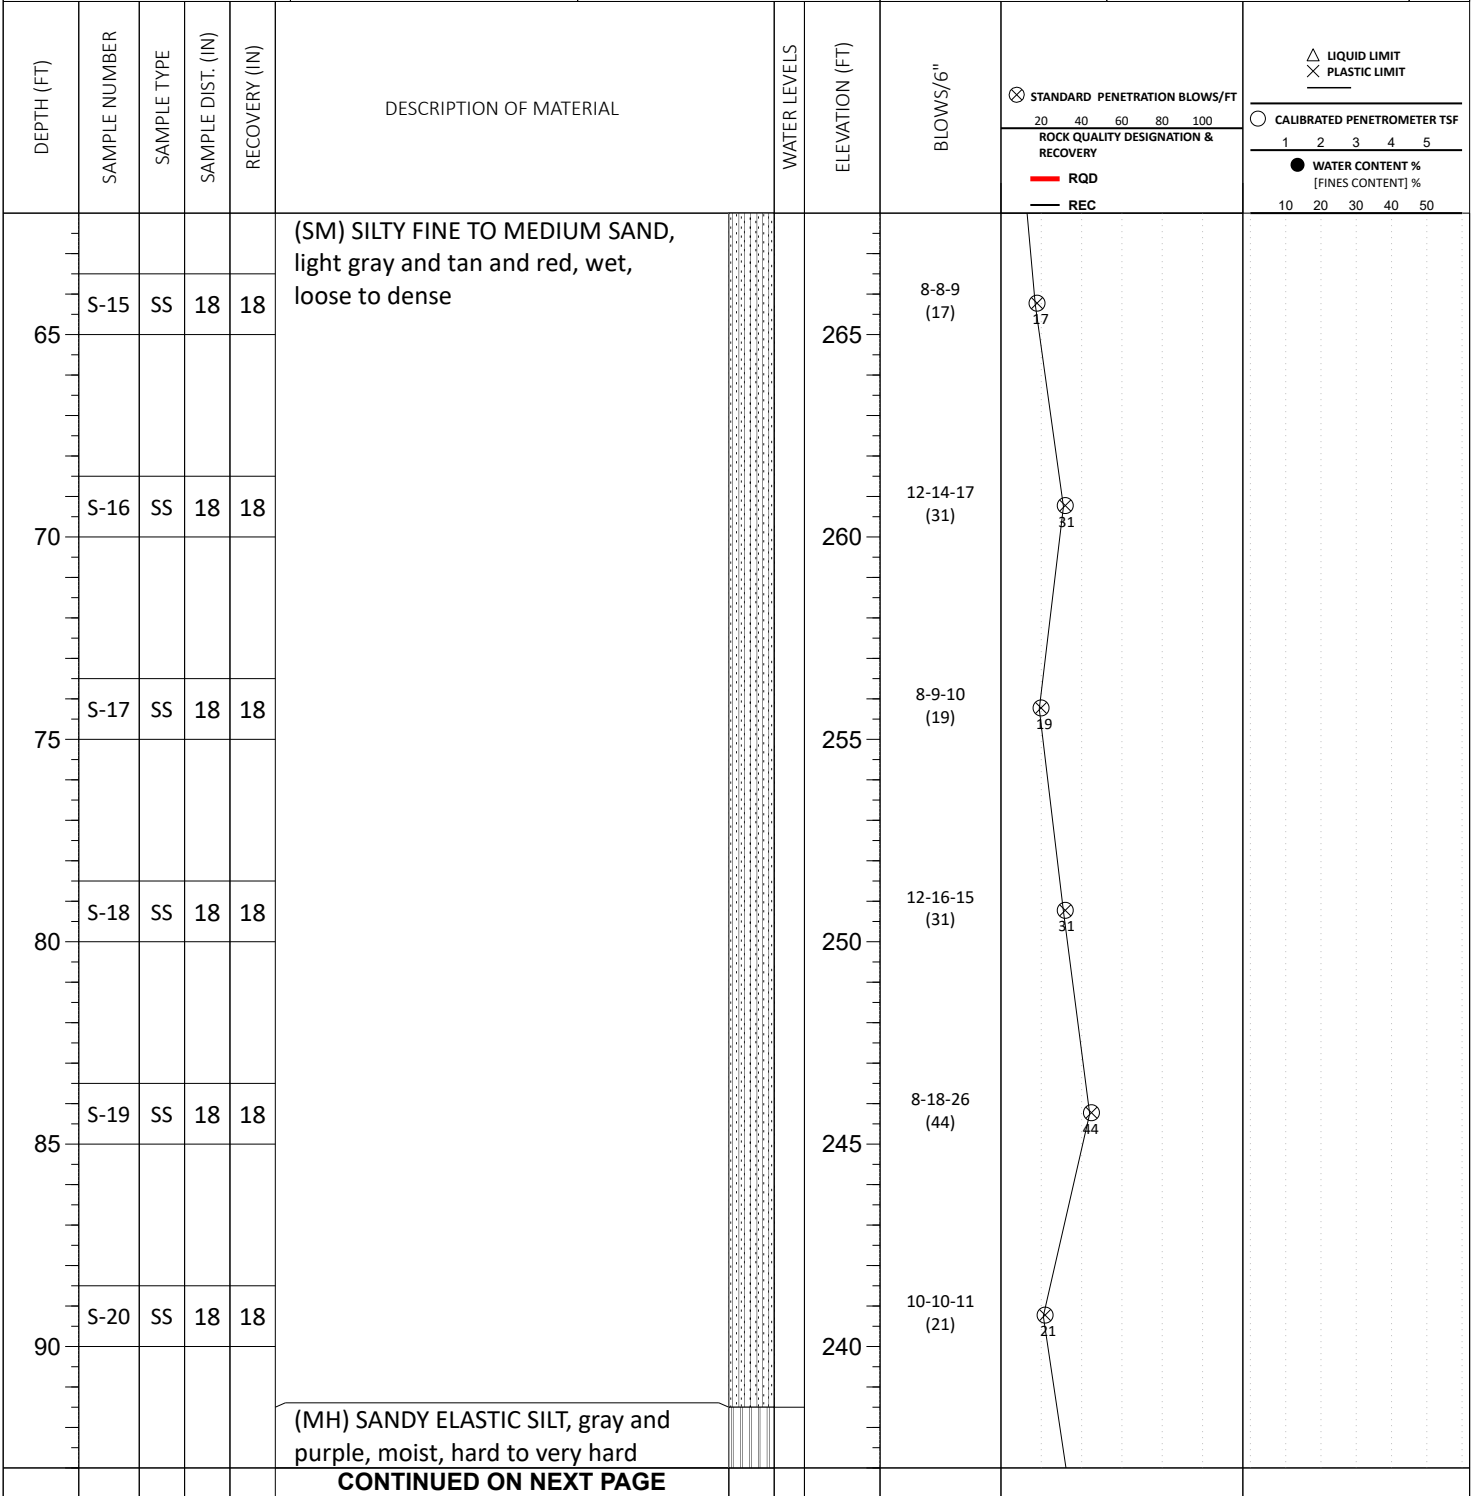 DEPTH (FT)
SAMPLE NUMBER
SAMPLE TYPE
SAMPLE DIST. (IN)
RECOVERY (IN)
DESCRIPTION OF MATERIAL
WATER LEVELS
ELEVATION (FT)
BLOWS/6"
STANDARD PENETRATION BLOWS/FT
20 40 60 80 100
ROCK QUALITY DESIGNATION &
RECOVERY
RQD
REC
LIQUID LIMIT
PLASTIC LIMIT
CALIBRATED PENETROMETER TSF
1 2 3 4 5
WATER CONTENT %
[FINES CONTENT] %
10 20 30 40 50
(SM) SILTY FINE TO MEDIUM SAND,
light gray and tan and red, wet,
loose to dense
S-15 SS 18 18
8-8-9
(17)
17
65 265
S-16 SS 18 18
12-14-17
(31)
31
70 260
S-17 SS 18 18
8-9-10
(19)
19
75 255
S-18 SS 18 18
12-16-15
(31)
31
80 250
S-19 SS 18 18
8-18-26
(44)
44
85 245
S-20 SS 18 18
10-10-11
(21)
21
90 240
(MH) SANDY ELASTIC SILT, gray and
purple, moist, hard to very hard
CONTINUED ON NEXT PAGE